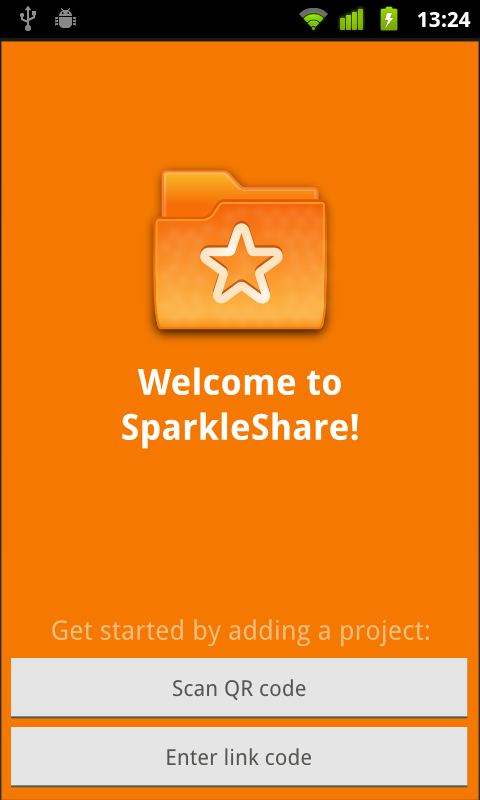 13:24
Welcome to
SparkleShare!
Get started by adding a project:
Scan QR code
Enter link code